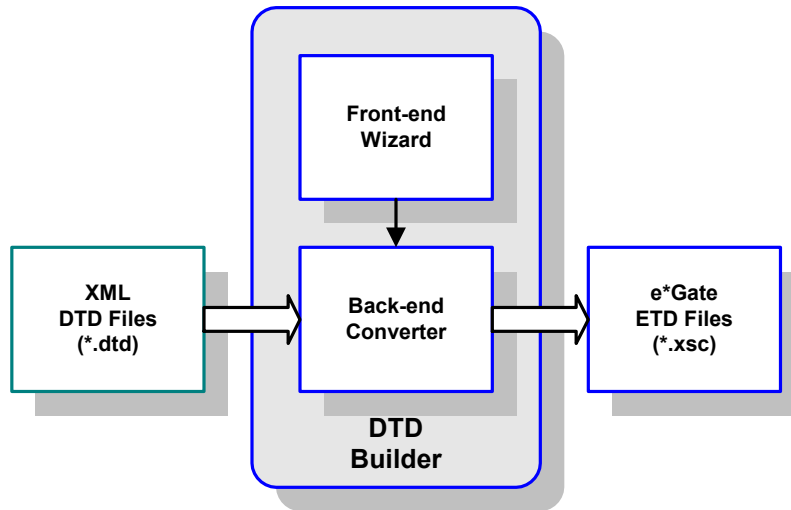 Front-end
Wizard
XML
DTD Files
(*.dtd)
Back-end
Converter
e*Gate
ETD Files
(*.xsc)
DTD
Builder